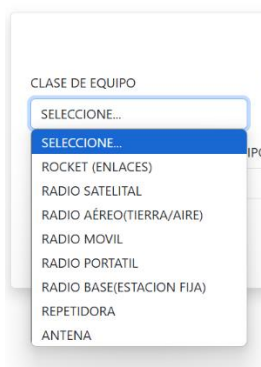 CLASE DE EQUIPO
SELECCIONE...
SELECCIONE...
ROCKET (ENLACES)
RADIO SATELITAL
RADIO AÉREO(TIERRA/AIRE)
RADIO MOVIL
RADIO PORTATIL
RADIO BASE(ESTACION FIJA)
REPETIDORA
ANTENA